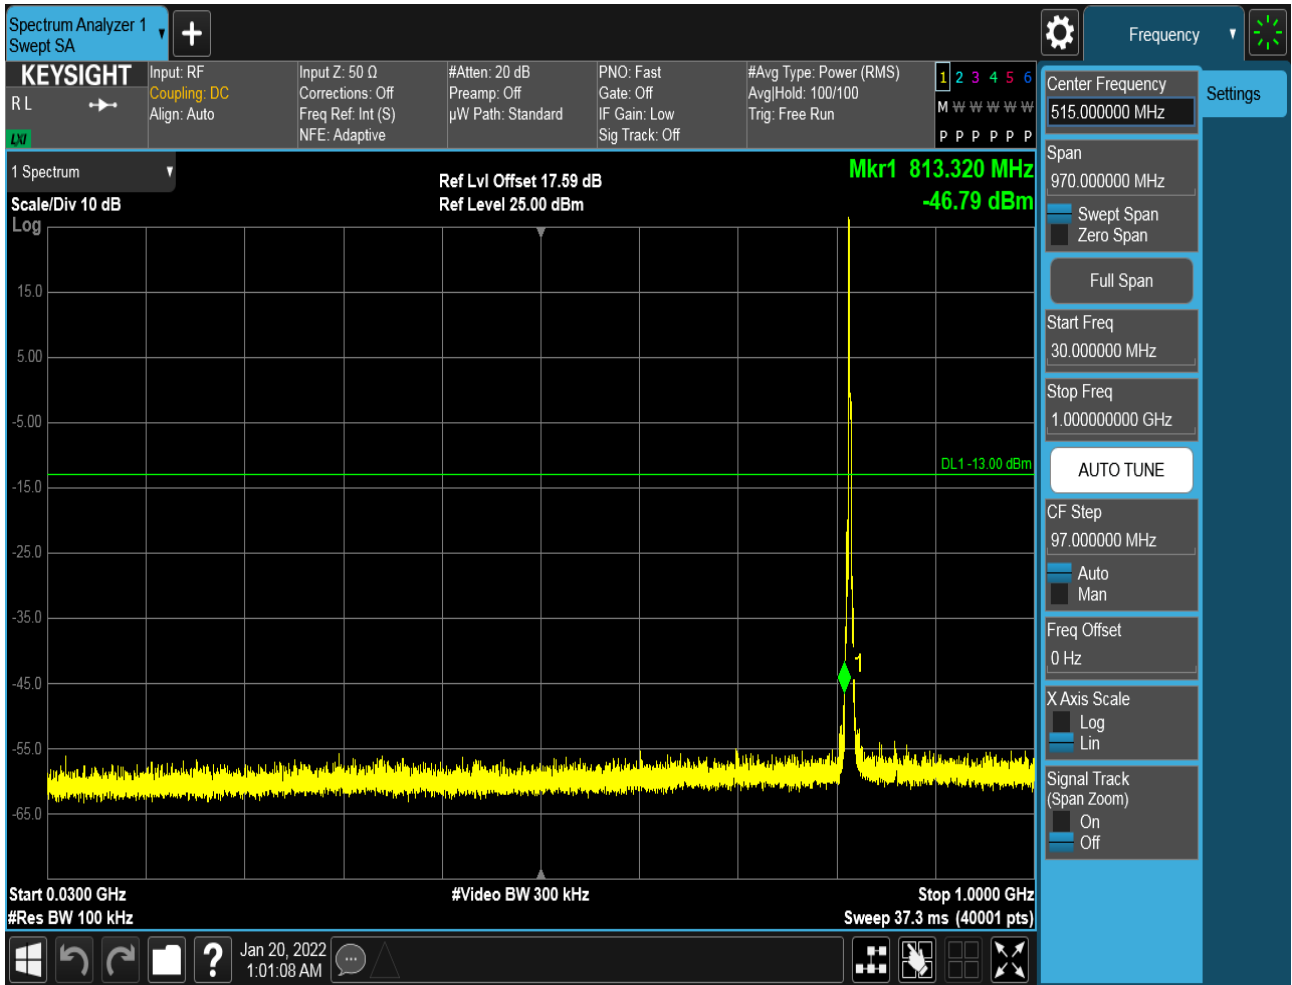 Spectrum Analyzer 1
Swept SA
+
Frequency
KEYSIGHT
R L
LXI
Input: RF
Coupling: DC
Align: Auto
Input Z: 50 Ω
Corrections: Off
Freq Ref: Int (S)
NFE: Adaptive
#Atten: 20 dB
Preamp: Off
µW Path: Standard
PNO: Fast
Gate: Off
IF Gain: Low
Sig Track: Off
#Avg Type: Power (RMS)
Avg|Hold: 100/100
Trig: Free Run
1 2 3 4 5 6
M W W W W W
P P P P P P
1 Spectrum
Scale/Div 10 dB
Log
Ref Lvl Offset 17.59 dB
Ref Level 25.00 dBm
Mkr1 813.320 MHz
-46.79 dBm
15.0
5.00
-5.00
DL1 -13.00 dBm
-15.0
-25.0
-35.0
1
-45.0
-55.0
-65.0
Start 0.0300 GHz
#Res BW 100 kHz
#Video BW 300 kHz
Stop 1.0000 GHz
Sweep 37.3 ms (40001 pts)
Center Frequency
515.000000 MHz
Settings
Span
970.000000 MHz
Swept Span
Zero Span
Full Span
Start Freq
30.000000 MHz
Stop Freq
1.000000000 GHz
AUTO TUNE
CF Step
97.000000 MHz
Auto
Man
Freq Offset
0 Hz
X Axis Scale
Log
Lin
Signal Track
(Span Zoom)
On
Off
?
Jan 20, 2022
1:01:08 AM